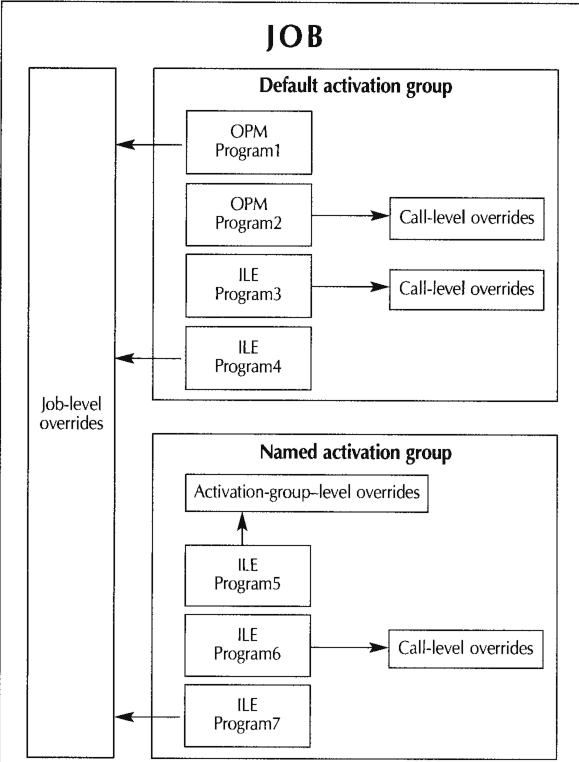 JOB
Default activation group
OPM
Program1
OPM
Program2
Call-level overrides
ILE
Program3
Call-level overrides
ILE
Program4
Job-level
overrides
Named activation group
Activation-group–level overrides
ILE
Program5
ILE
Program6
Call-level overrides
ILE
Program7